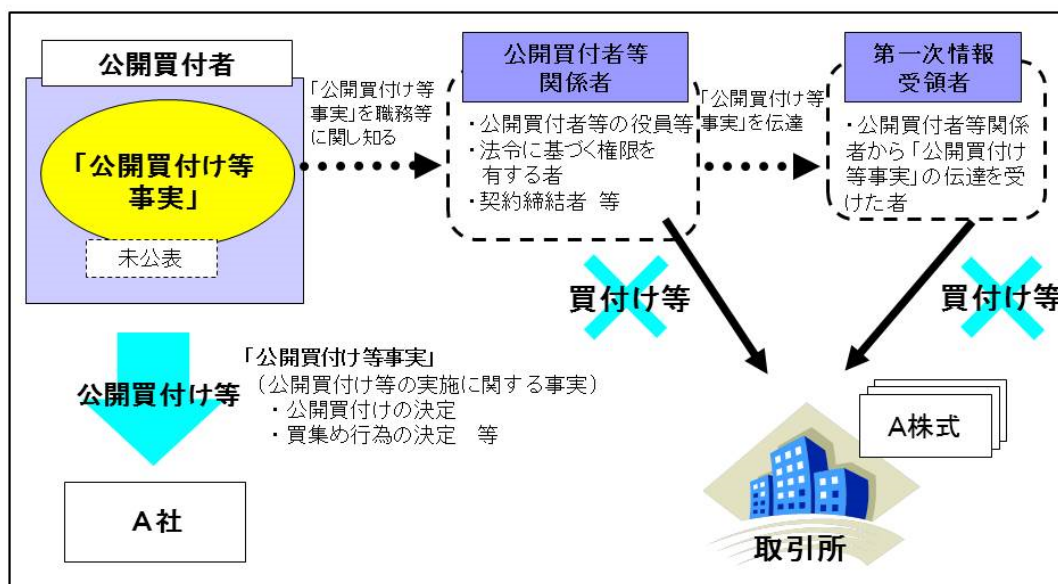 公開買付者
「公開買付け等
事実」
未公表
「公開買付け等
事実」を職務等
に関し知る
公開買付者等
関係者
・公開買付者等の役員等
・法令に基づく権限を
有する者
・契約締結者 等
「公開買付け等
事実」を伝達
第一次情報
受領者
・公開買付者等関係
者から「公開買付け
等事実」の伝達を受
けた者
買付け等
買付け等
公開買付け等
「公開買付け等事実」
（公開買付け等の実施に関する事実）
・公開買付けの決定
・買集め行為の決定 等
A社
A株式
取引所